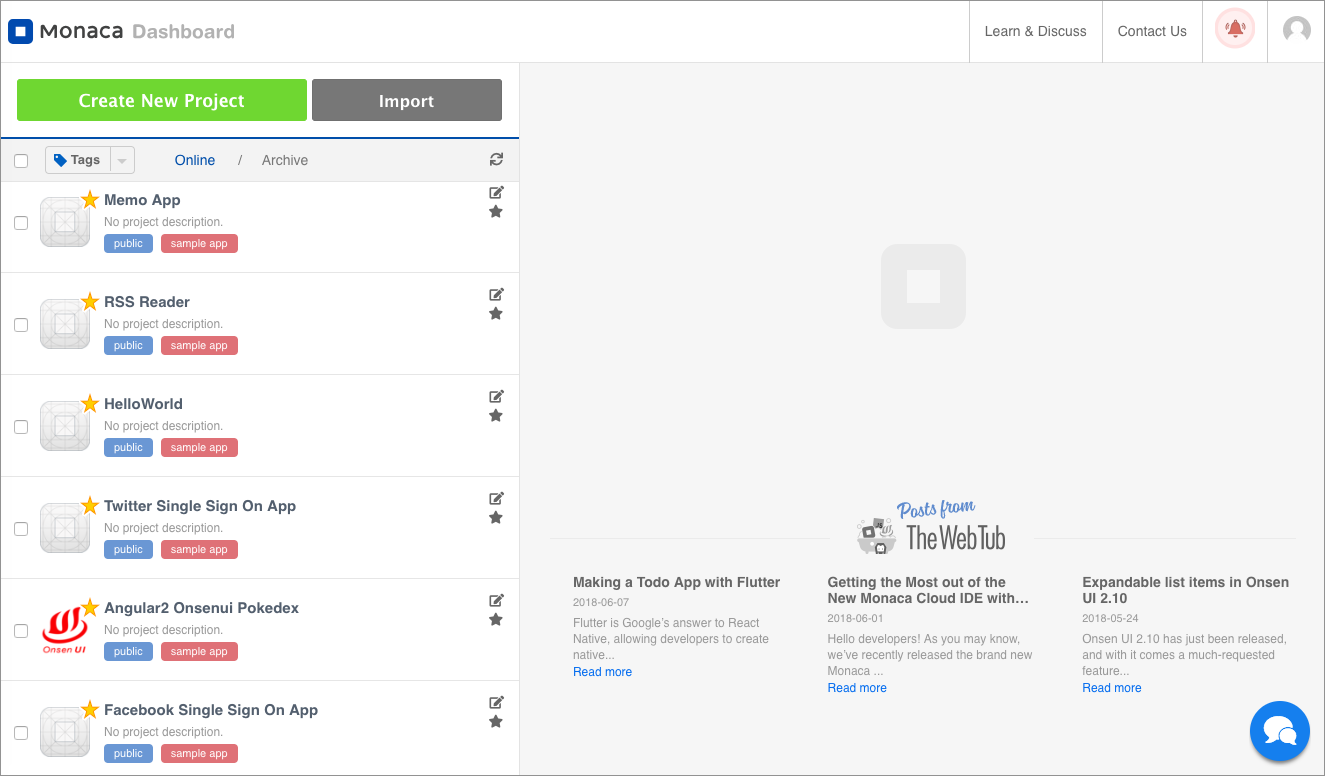 Monaca Dashboard
Learn & Discuss
Contact Us
Create New Project
Import
Tags
Online / Archive
Memo App
No project description.
public sample app
RSS Reader
No project description.
public sample app
HelloWorld
No project description.
public sample app
Twitter Single Sign On App
No project description.
public sample app
Angular2 Onsenui Pokedex
No project description.
public sample app
Onsen UI
Facebook Single Sign On App
No project description.
public sample app
Posts from
The Web Tub
JS
UI
Making a Todo App with Flutter
2018-06-07
Flutter is Google's answer to React
Native, allowing developers to create
native...
Read more
Getting the Most out of the
New Monaca Cloud IDE with...
2018-06-01
Hello developers! As you may know,
we've recently released the brand new
Monaca ...
Read more
Expandable list items in Onsen
UI 2.10
2018-05-24
Onsen UI 2.10 has just been released,
and with it comes a much-requested
feature...
Read more